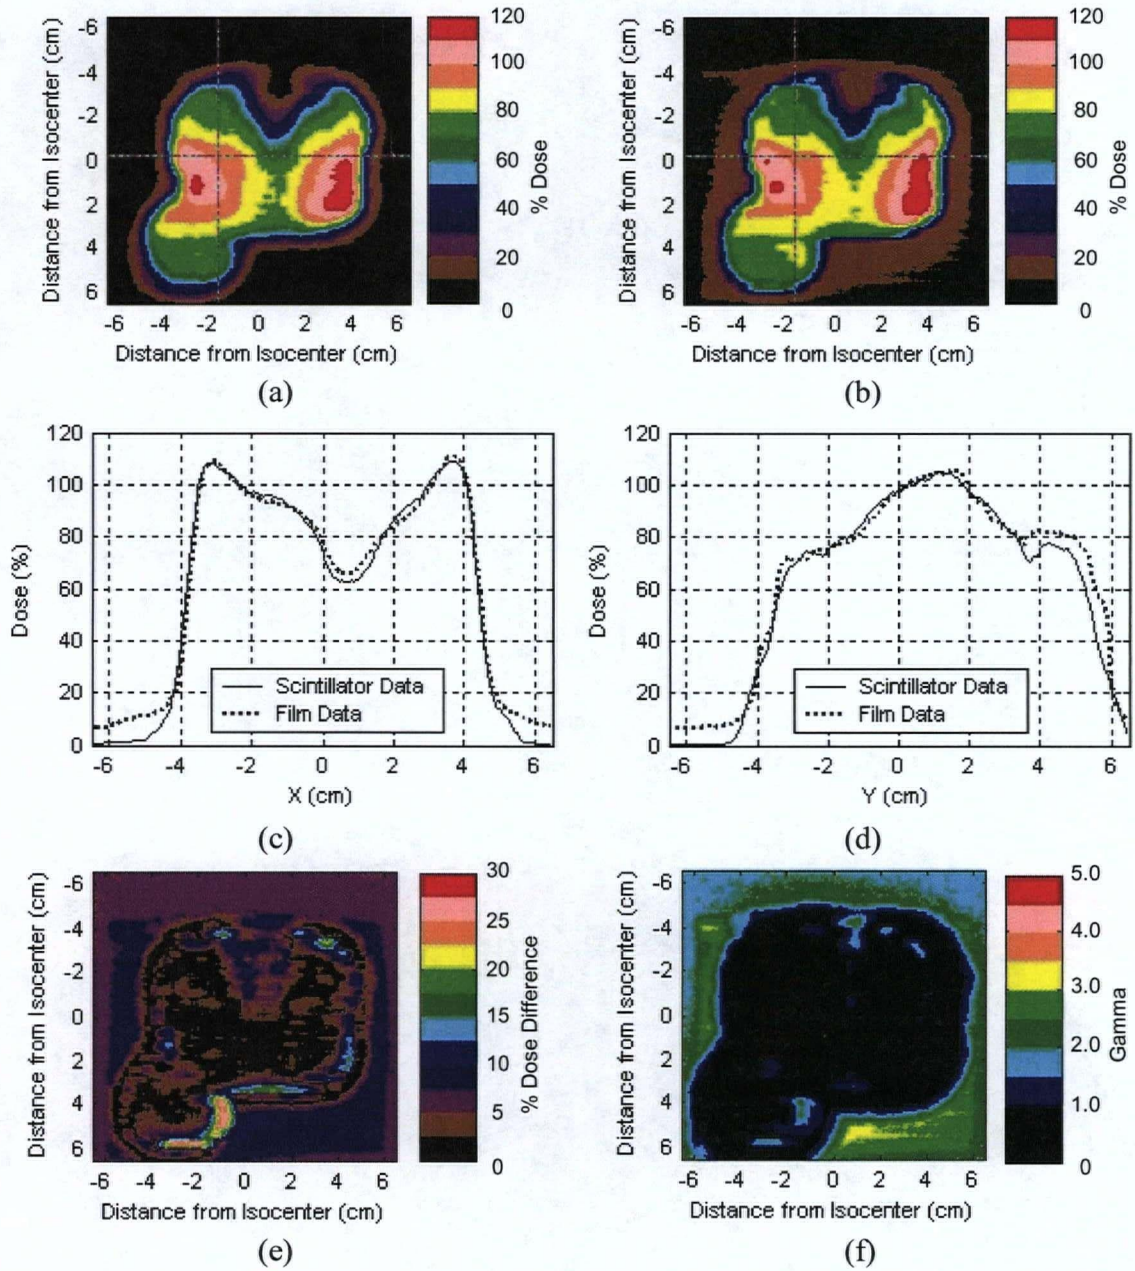 -6
-4
-2
0
2
4
6
Distance from Isocenter (cm)
-6 -4 -2 0 2 4 6
Distance from Isocenter (cm)
120
100
80
60
40
20
0
% Dose
(a)
-6
-4
-2
0
2
4
6
Distance from Isocenter (cm)
-6 -4 -2 0 2 4 6
Distance from Isocenter (cm)
120
100
80
60
40
20
0
% Dose
(b)
120
100
80
60
40
20
0
Dose (%)
Scintillator Data
Film Data
-6 -4 -2 0 2 4 6
X (cm)
(c)
120
100
80
60
40
20
0
Dose (%)
Scintillator Data
Film Data
-6 -4 -2 0 2 4 6
Y (cm)
(d)
-6
-4
-2
0
2
4
6
Distance from Isocenter (cm)
-6 -4 -2 0 2 4 6
Distance from Isocenter (cm)
30
25
20
15
10
5
0
% Dose Difference
(e)
-6
-4
-2
0
2
4
6
Distance from Isocenter (cm)
-6 -4 -2 0 2 4 6
Distance from Isocenter (cm)
5.0
4.0
3.0
2.0
1.0
0
Gamma
(f)